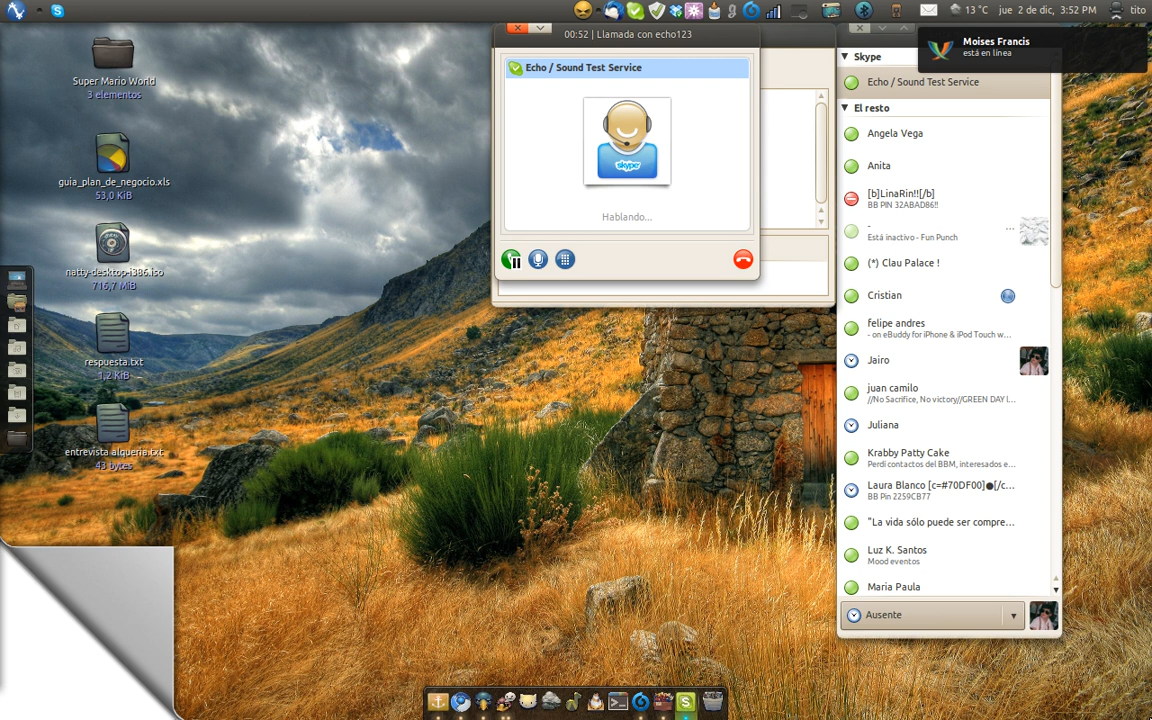 13 °C
jue 2 de dic, 3:52 PM
tito
Super Mario World
3 elementos
guia_plan_de_negocio.xls
53,0 KiB
natty-desktop-i386.iso
716,7 MiB
respuesta.txt
1,2 KiB
entrevista alqueria.txt
43 bytes
00:52 | Llamada con echo123
Echo / Sound Test Service
skype
Hablando...
Moises Francis
está en línea
Skype
Echo / Sound Test Service
El resto
Angela Vega
Anita
[b]LinaRin!![/b]
BB PIN 32ABAD86!!
-
...
Está inactivo - Fun Punch
(*) Clau Palace !
Cristian
felipe andres
- on eBuddy for iPhone & iPod Touch w...
Jairo
juan camilo
//No Sacrifice, No victory//GREEN DAY l...
Juliana
Krabby Patty Cake
Perdi contactos del BBM, interesados e...
Laura Blanco [c=#70DF00]●[/c...
BB Pin 2259CB77
"La vida sólo puede ser compre...
Luz K. Santos
Mood eventos
Maria Paula
Ausente